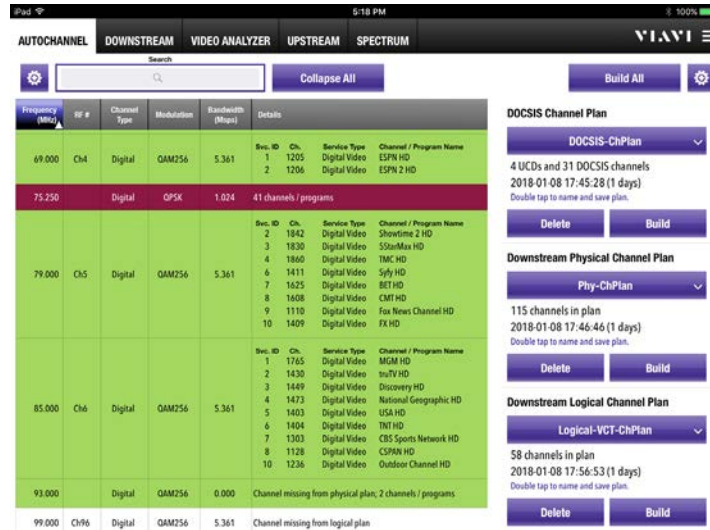 iPad 5:18 PM 100%
AUTOCHANNEL DOWNSTREAM VIDEO ANALYZER UPSTREAM SPECTRUM VIAVI
Search
Collapse All Build All
Frequency (MHz) RF # Channel Type Modulation Bandwidth (Msps) Details
Svc. ID Ch. Service Type Channel / Program Name
69.000 Ch4 Digital QAM256 5.361
1 1205 Digital Video ESPN HD
2 1206 Digital Video ESPN 2 HD
75.250 Digital QPSK 1.024 41 channels / programs
Svc. ID Ch. Service Type Channel / Program Name
2 1842 Digital Video Showtime 2 HD
3 1830 Digital Video 5StarMax HD
4 1860 Digital Video TMC HD
79.000 Ch5 Digital QAM256 5.361
6 1411 Digital Video Syfy HD
7 1625 Digital Video BET HD
8 1608 Digital Video CMT HD
9 1110 Digital Video Fox News Channel HD
10 1409 Digital Video FX HD
Svc. ID Ch. Service Type Channel / Program Name
1 1765 Digital Video MGM HD
2 1430 Digital Video truTV HD
3 1449 Digital Video Discovery HD
4 1473 Digital Video National Geographic HD
85.000 Ch6 Digital QAM256 5.361
5 1403 Digital Video USA HD
6 1404 Digital Video TNT HD
7 1303 Digital Video CBS Sports Network HD
8 1128 Digital Video CSPAN HD
10 1236 Digital Video Outdoor Channel HD
93.000 Digital QAM256 0.000 Channel missing from physical plan; 2 channels / programs
99.000 Ch96 Digital QAM256 5.361 Channel missing from logical plan
DOCSIS Channel Plan
DOCSIS-ChPlan
4 UCDs and 31 DOCSIS channels
2018-01-08 17:45:28 (1 days)
Double tap to name and save plan.
Delete Build
Downstream Physical Channel Plan
Phy-ChPlan
115 channels in plan
2018-01-08 17:46:46 (1 days)
Double tap to name and save plan.
Delete Build
Downstream Logical Channel Plan
Logical-VCT-ChPlan
58 channels in plan
2018-01-08 17:56:53 (1 days)
Double tap to name and save plan.
Delete Build